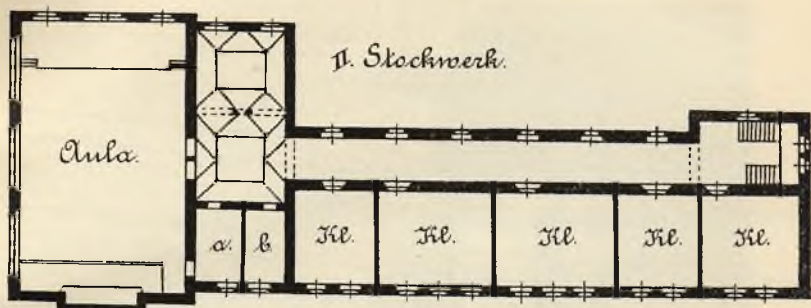 II. Stockwerk.
Aula.
a. b. Kl. Kl. Kl. Kl. Kl.